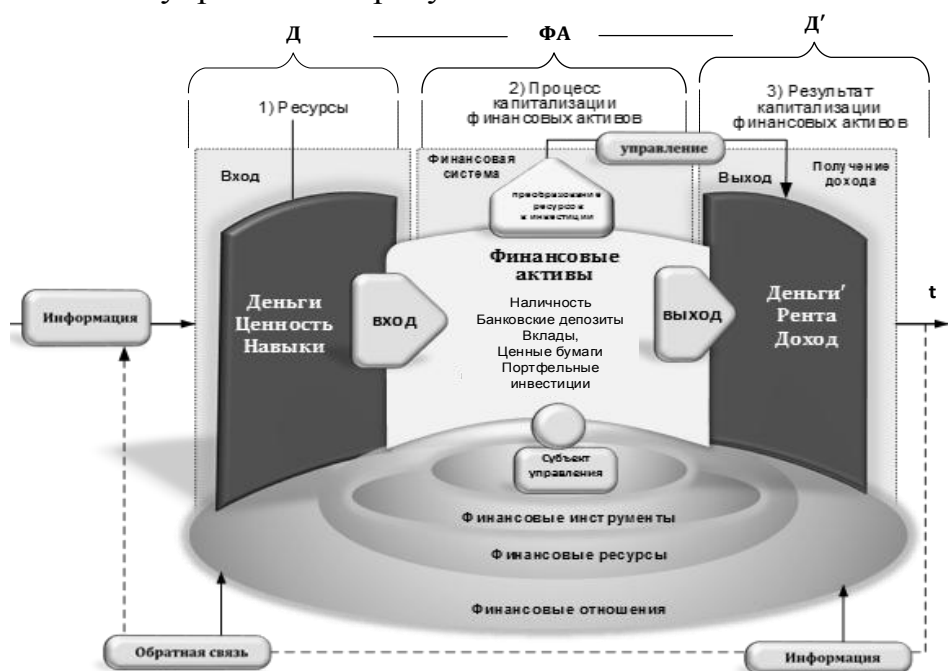 Д
ФА
Д′
1) Ресурсы
2) Процесс
капитализации
финансовых активов
3) Результат
капитализации
финансовых активов
Вход
Финансовая
система
управление
Выход
Получение
дохода
преобразование
ресурсов
в инвестиции
Финансовые
активы
Деньги
Ценность
Навыки
ВХОД
Наличность
Банковские депозиты
Вклады,
Ценные бумаги
Портфельные
инвестиции
ВЫХОД
Деньги′
Рента
Доход
t
Информация
Субъект
управления
Финансовые инструменты
Финансовые ресурсы
Финансовые отношения
Обратная связь
Информация